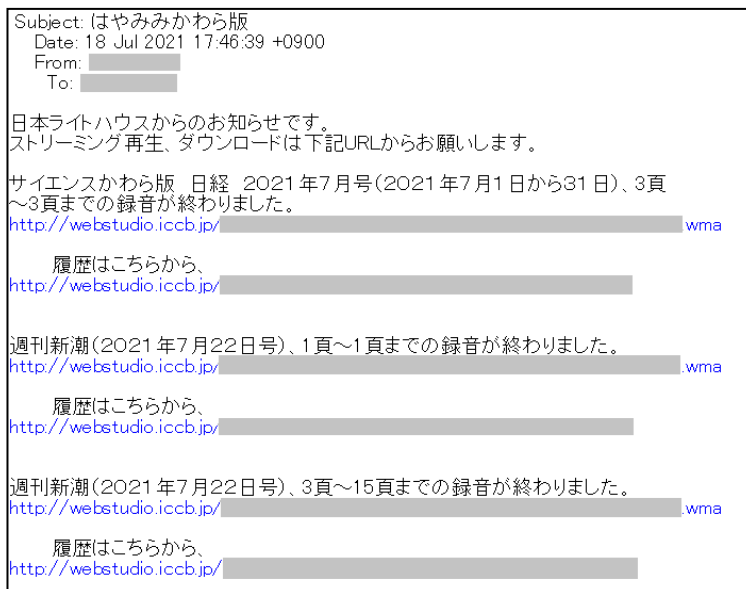 Subject: はやみみかわら版
Date: 18 Jul 2021 17:46:39 +0900
From:
To:
日本ライトハウスからのお知らせです。
ストリーミング再生、ダウンロードは下記URLからお願いします。
サイエンスかわら版 日経 2021年7月号(2021年7月1日から31日)、3頁
～3頁までの録音が終わりました。
http://webstudio.iccb.jp/ .wma
履歴はこちらから、
http://webstudio.iccb.jp/
週刊新潮(2021年7月22日号)、1頁～1頁までの録音が終わりました。
http://webstudio.iccb.jp/ .wma
履歴はこちらから、
http://webstudio.iccb.jp/
週刊新潮(2021年7月22日号)、3頁～15頁までの録音が終わりました。
http://webstudio.iccb.jp/ .wma
履歴はこちらから、
http://webstudio.iccb.jp/